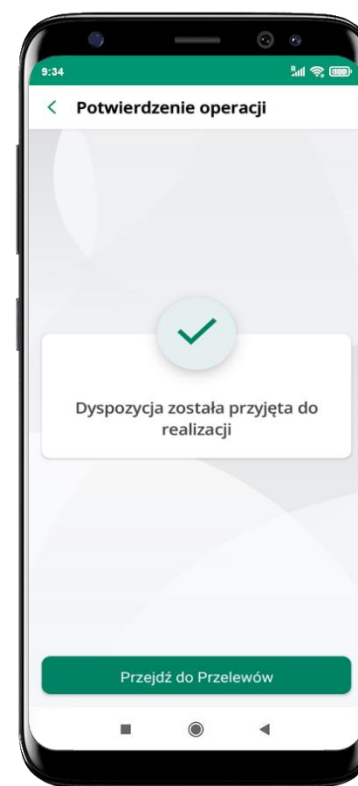 9:34
Potwierdzenie operacji
Dyspozycja została przyjęta do
realizacji
Przejdź do Przelewów